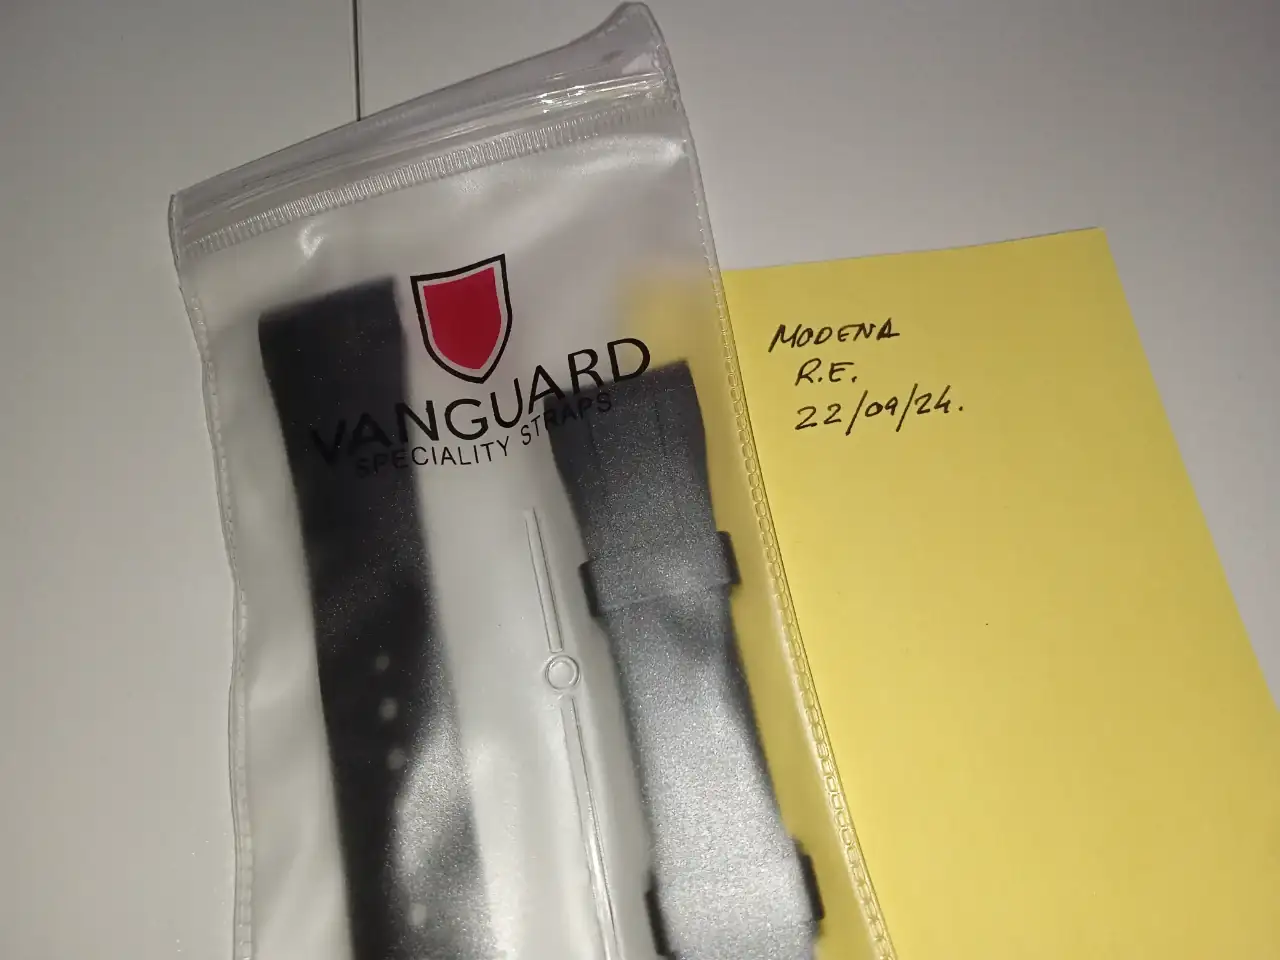 VANGUARD
SPECIALITY STRAPS
MODENA
R.E.
22/09/24.